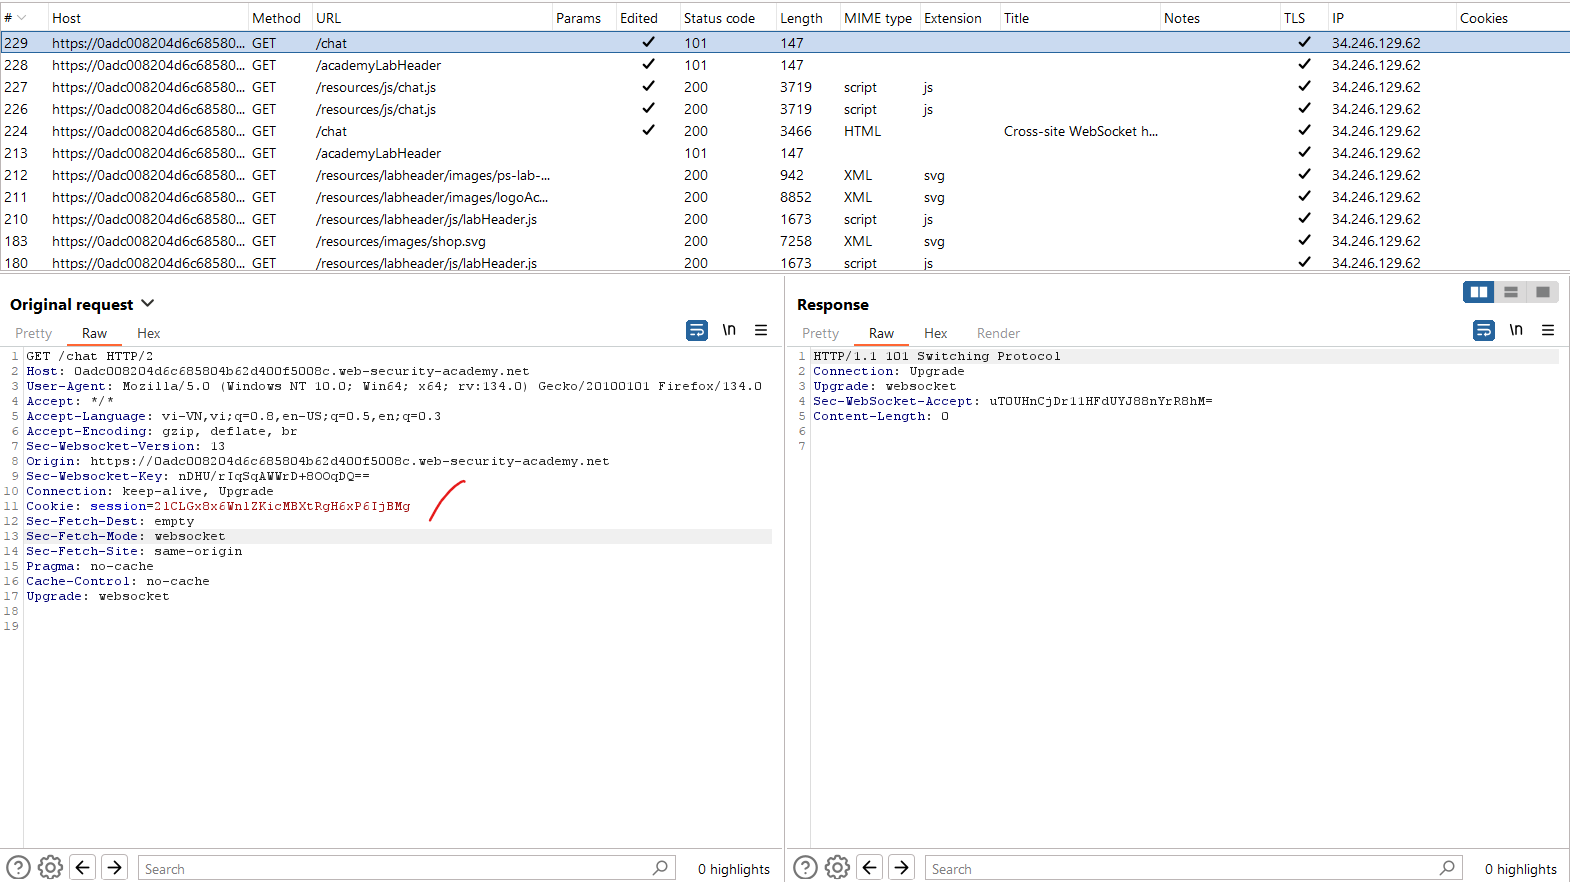 # Host Method URL Params Edited Status code Length MIME type Extension Title Notes TLS IP Cookies
229 https://0adc008204d6c68580... GET /chat ✓ 101 147 ✓ 34.246.129.62
228 https://0adc008204d6c68580... GET /academyLabHeader ✓ 101 147 ✓ 34.246.129.62
227 https://0adc008204d6c68580... GET /resources/js/chat.js ✓ 200 3719 script js ✓ 34.246.129.62
226 https://0adc008204d6c68580... GET /resources/js/chat.js ✓ 200 3719 script js ✓ 34.246.129.62
224 https://0adc008204d6c68580... GET /chat ✓ 200 3466 HTML Cross-site WebSocket h... ✓ 34.246.129.62
213 https://0adc008204d6c68580... GET /academyLabHeader 101 147 ✓ 34.246.129.62
212 https://0adc008204d6c68580... GET /resources/labheader/images/ps-lab-... 200 942 XML svg ✓ 34.246.129.62
211 https://0adc008204d6c68580... GET /resources/labheader/images/logoAc... 200 8852 XML svg ✓ 34.246.129.62
210 https://0adc008204d6c68580... GET /resources/labheader/js/labHeader.js 200 1673 script js ✓ 34.246.129.62
183 https://0adc008204d6c68580... GET /resources/images/shop.svg 200 7258 XML svg ✓ 34.246.129.62
180 https://0adc008204d6c68580... GET /resources/labheader/js/labHeader.js 200 1673 script js ✓ 34.246.129.62
Original request
Pretty Raw Hex \n
1 GET /chat HTTP/2
2 Host: 0adc008204d6c685804b62d400f5008c.web-security-academy.net
3 User-Agent: Mozilla/5.0 (Windows NT 10.0; Win64; x64; rv:134.0) Gecko/20100101 Firefox/134.0
4 Accept: */*
5 Accept-Language: vi-VN,vi;q=0.8,en-US;q=0.5,en;q=0.3
6 Accept-Encoding: gzip, deflate, br
7 Sec-Websocket-Version: 13
8 Origin: https://0adc008204d6c685804b62d400f5008c.web-security-academy.net
9 Sec-Websocket-Key: nDHU/rIqSqAWWrD+8OOqDQ==
10 Connection: keep-alive, Upgrade
11 Cookie: session=21CLGx8x6Wn1ZKicMBXtRgH6xP6IjBMg
12 Sec-Fetch-Dest: empty
13 Sec-Fetch-Mode: websocket
14 Sec-Fetch-Site: same-origin
15 Pragma: no-cache
16 Cache-Control: no-cache
17 Upgrade: websocket
18
19
Search 0 highlights
Response
Pretty Raw Hex Render \n
1 HTTP/1.1 101 Switching Protocol
2 Connection: Upgrade
3 Upgrade: websocket
4 Sec-WebSocket-Accept: uTOUHnCjDr11HFdUYJ88nYrR8hM=
5 Content-Length: 0
6
7
Search 0 highlights